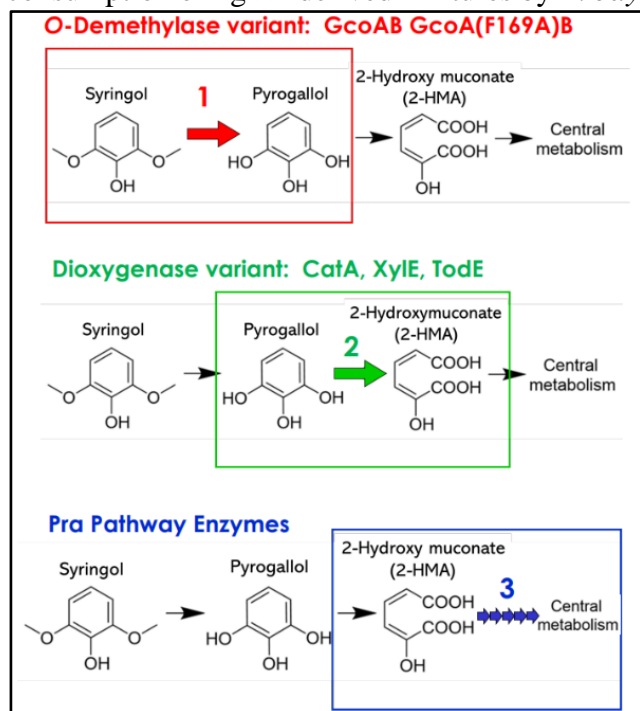 O-Demethylase variant: GcoAB GcoA(F169A)B
Syringol
1
Pyrogallol
2-Hydroxy muconate
(2-HMA)
O
O
OH
HO
OH
OH
COOH
COOH
OH
Central
metabolism
Dioxygenase variant: CatA, XylE, TodE
Syringol
Pyrogallol
2
2-Hydroxymuconate
(2-HMA)
O
O
OH
HO
OH
OH
COOH
COOH
OH
Central
metabolism
Pra Pathway Enzymes
Syringol
Pyrogallol
2-Hydroxy muconate
(2-HMA)
3
O
O
OH
HO
OH
OH
COOH
COOH
OH
Central
metabolism